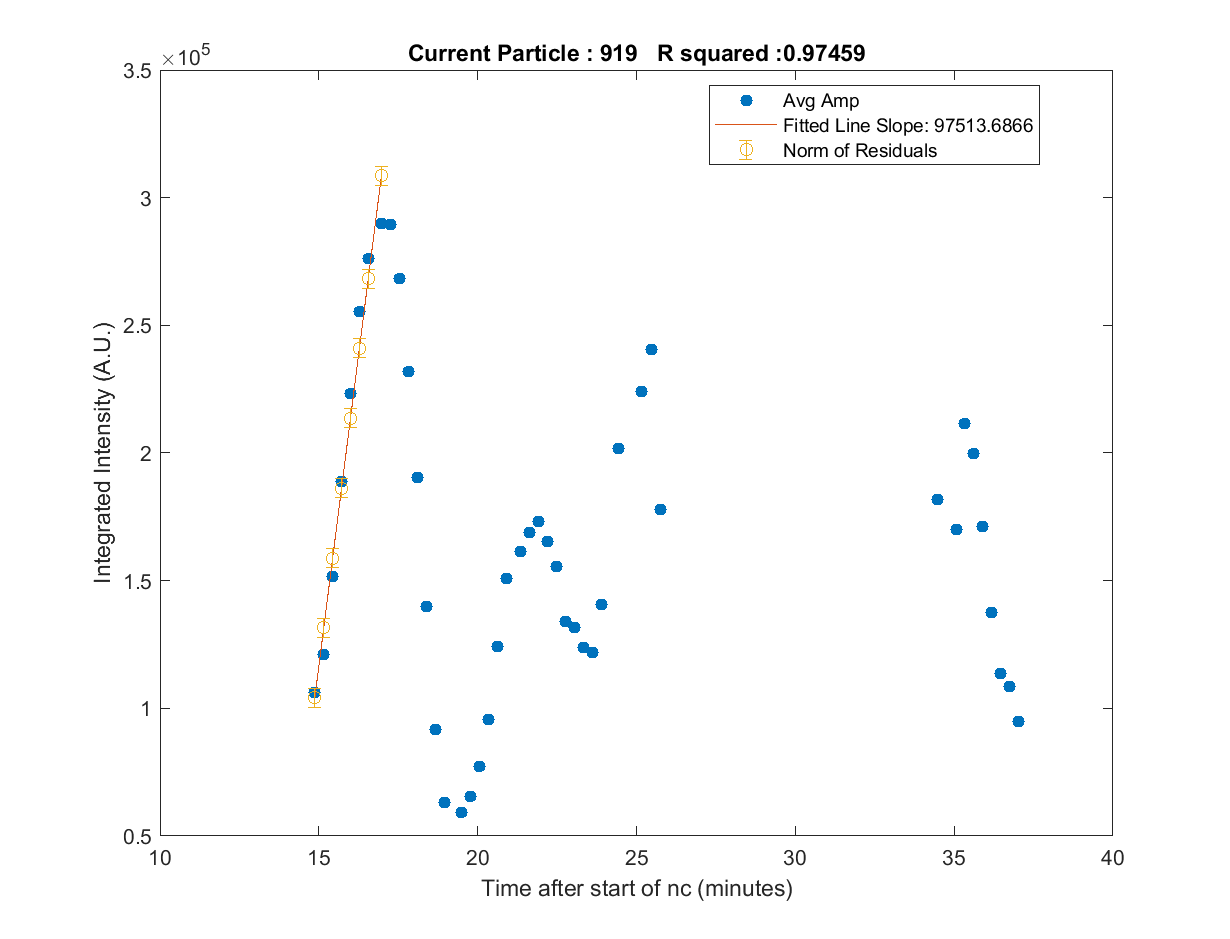 Current Particle : 919 R squared :0.97459
×10^5
3.5
3
2.5
2
1.5
1
0.5
10 15 20 25 30 35 40
Time after start of nc (minutes)
Integrated Intensity (A.U.)
Avg Amp
Fitted Line Slope: 97513.6866
Norm of Residuals